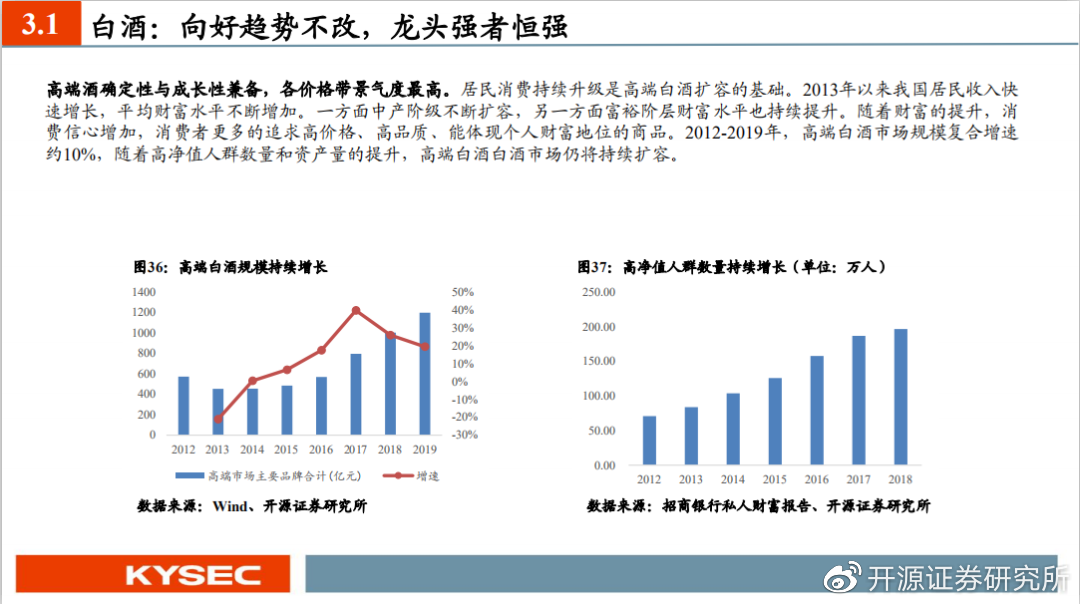 3.1
白酒：向好趋势不改，龙头强者恒强
高端酒确定性与成长性兼备，各价格带景气度最高。居民消费持续升级是高端白酒扩容的基础。2013年以来我国居民收入快
速增长，平均财富水平不断增加。一方面中产阶级不断扩容，另一方面富裕阶层财富水平也持续提升。随着财富的提升，消
费信心增加，消费者更多的追求高价格、高品质、能体现个人财富地位的商品。2012-2019年，高端白酒市场规模复合增速
约10%，随着高净值人群数量和资产量的提升，高端白酒白酒市场仍将持续扩容。
图36：高端白酒规模持续增长
1400
1200
1000
800
600
400
200
0
50%
40%
30%
20%
10%
0%
-10%
-20%
-30%
2012 2013 2014 2015 2016 2017 2018 2019
高端市场主要品牌合计(亿元) 增速
数据来源：Wind、开源证券研究所
图37：高净值人群数量持续增长（单位：万人）
250.00
200.00
150.00
100.00
50.00
0.00
2012 2013 2014 2015 2016 2017 2018
数据来源：招商银行私人财富报告、开源证券研究所
KYSEC
开源证券研究所